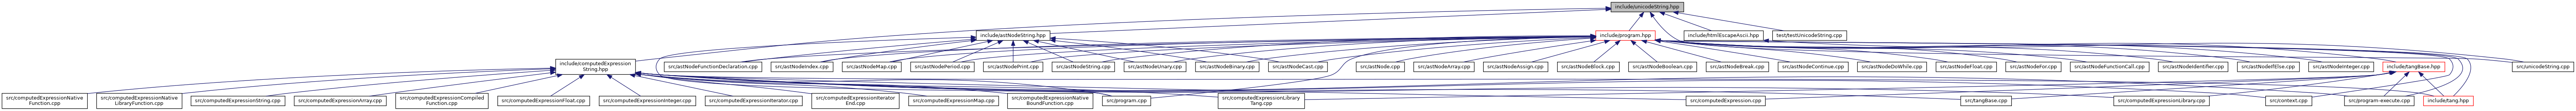 include/unicodeString.hpp
include/astNodeString.hpp
include/program.hpp
include/htmlEscapeAscii.hpp
test/testUnicodeString.cpp
include/computedExpression
String.hpp
src/astNodeFunctionDeclaration.cpp
src/astNodeIndex.cpp
src/astNodeMap.cpp
src/astNodePeriod.cpp
src/astNodePrint.cpp
src/astNodeString.cpp
src/astNodeUnary.cpp
src/astNodeBinary.cpp
src/astNodeCast.cpp
src/astNode.cpp
src/astNodeArray.cpp
src/astNodeAssign.cpp
src/astNodeBlock.cpp
src/astNodeBoolean.cpp
src/astNodeBreak.cpp
src/astNodeContinue.cpp
src/astNodeDoWhile.cpp
src/astNodeFloat.cpp
src/astNodeFor.cpp
src/astNodeFunctionCall.cpp
src/astNodeIdentifier.cpp
src/astNodeIfElse.cpp
src/astNodeInteger.cpp
include/tangBase.hpp
src/unicodeString.cpp
src/computedExpressionNative
Function.cpp
src/computedExpressionNative
LibraryFunction.cpp
src/computedExpressionString.cpp
src/computedExpressionArray.cpp
src/computedExpressionCompiled
Function.cpp
src/computedExpressionFloat.cpp
src/computedExpressionInteger.cpp
src/computedExpressionIterator.cpp
src/computedExpressionIterator
End.cpp
src/computedExpressionMap.cpp
src/computedExpressionNative
BoundFunction.cpp
src/program.cpp
src/computedExpressionLibrary
Tang.cpp
src/computedExpression.cpp
src/tangBase.cpp
src/computedExpressionLibrary.cpp
src/context.cpp
src/program-execute.cpp
include/tang.hpp